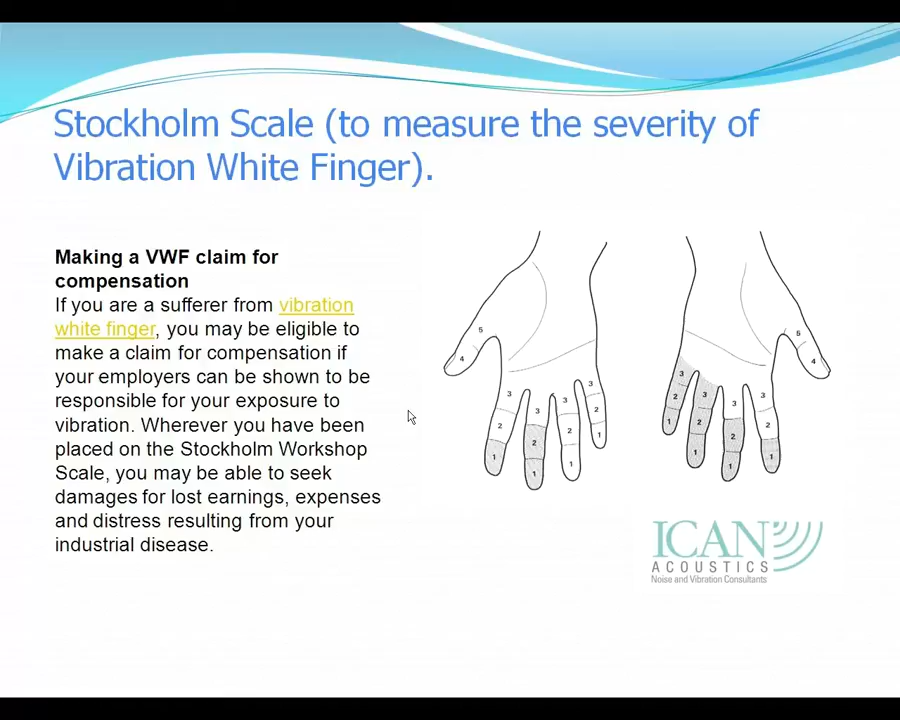 Stockholm Scale (to measure the severity of
Vibration White Finger).
Making a VWF claim for
compensation
If you are a sufferer from vibration
white finger, you may be eligible to
make a claim for compensation if
your employers can be shown to be
responsible for your exposure to
vibration. Wherever you have been
placed on the Stockholm Workshop
Scale, you may be able to seek
damages for lost earnings, expenses
and distress resulting from your
industrial disease.
5
4
3
2
1
3
2
1
3
2
1
3
2
1
5
4
3
2
1
3
2
1
3
2
1
3
2
1
ICAN
ACOUSTICS
Noise and Vibration Consultants